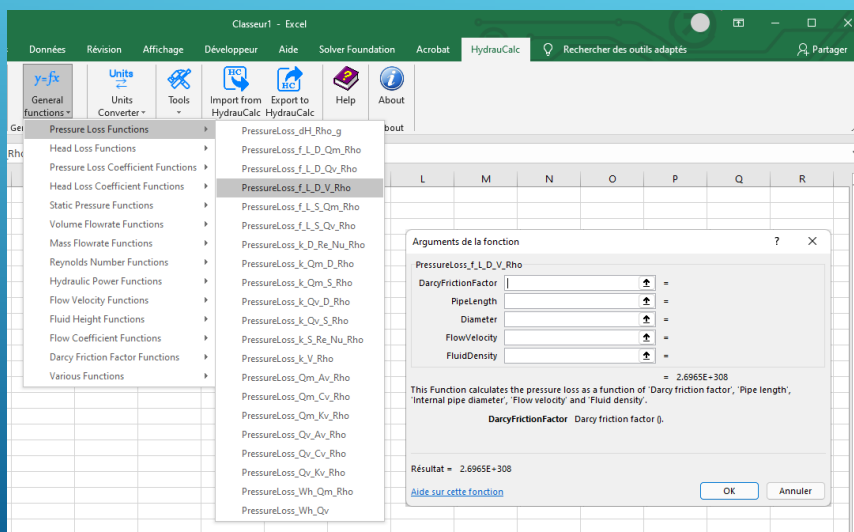 Classeur1 - Excel
Données Révision Affichage Développeur Aide Solver Foundation Acrobat HydrauCalc Rechercher des outils adaptés Partager
y=fx Units HC HC
General functions Units Converter Tools Import from HydrauCalc Export to HydrauCalc Help About
Pressure Loss Functions
Head Loss Functions
Pressure Loss Coefficient Functions
Head Loss Coefficient Functions
Static Pressure Functions
Volume Flowrate Functions
Mass Flowrate Functions
Reynolds Number Functions
Hydraulic Power Functions
Flow Velocity Functions
Fluid Height Functions
Flow Coefficient Functions
Darcy Friction Factor Functions
Various Functions
PressureLoss_dH_Rho_g
PressureLoss_f_L_D_Qm_Rho
PressureLoss_f_L_D_Qv_Rho
PressureLoss_f_L_D_V_Rho
PressureLoss_f_L_S_Qm_Rho
PressureLoss_f_L_S_Qv_Rho
PressureLoss_k_D_Re_Nu_Rho
PressureLoss_k_Qm_D_Rho
PressureLoss_k_Qm_S_Rho
PressureLoss_k_Qv_D_Rho
PressureLoss_k_Qv_S_Rho
PressureLoss_k_S_Re_Nu_Rho
PressureLoss_k_V_Rho
PressureLoss_Qm_Av_Rho
PressureLoss_Qm_Cv_Rho
PressureLoss_Qm_Kv_Rho
PressureLoss_Qv_Av_Rho
PressureLoss_Qv_Cv_Rho
PressureLoss_Qv_Kv_Rho
PressureLoss_Wh_Qm_Rho
PressureLoss_Wh_Qv
L M N O P Q R
Arguments de la fonction ? X
PressureLoss_f_L_D_V_Rho
DarcyFrictionFactor =
PipeLength =
Diameter =
FlowVelocity =
FluidDensity =
= 2.6965E+308
This Function calculates the pressure loss as a function of 'Darcy friction factor', 'Pipe length',
'Internal pipe diameter', 'Flow velocity' and 'Fluid density'.
DarcyFrictionFactor Darcy friction factor ().
Résultat = 2.6965E+308
Aide sur cette fonction OK Annuler